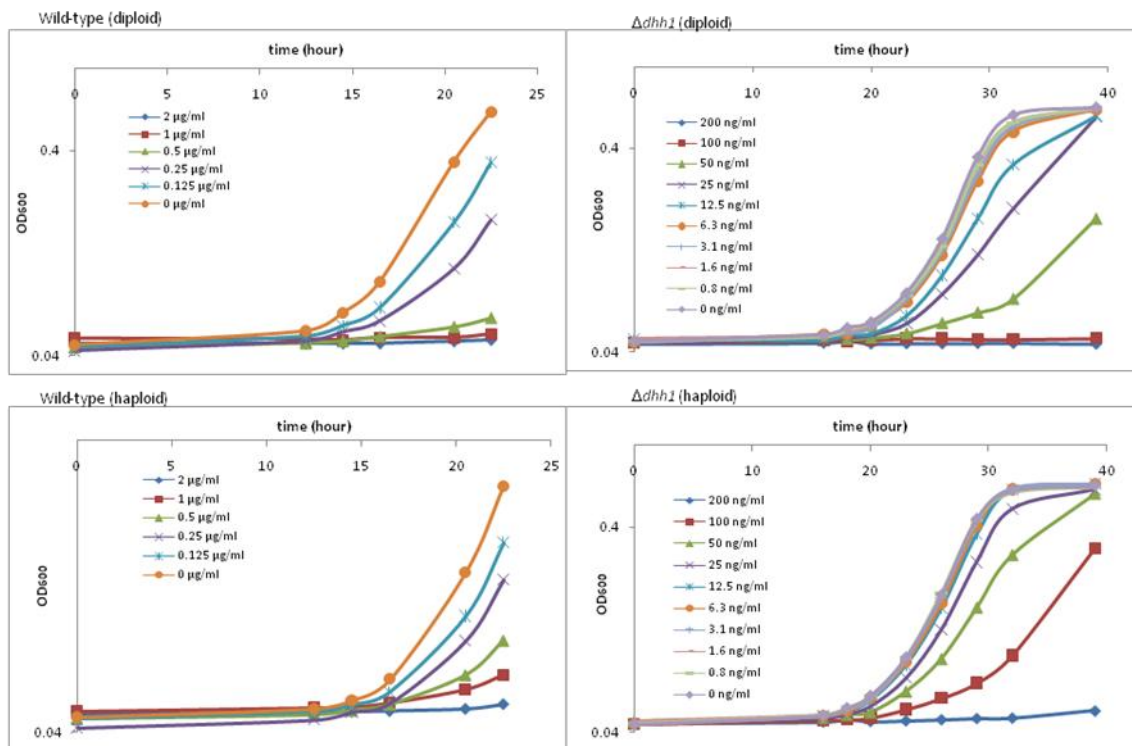 Wild-type (diploid)
time (hour)
0 5 10 15 20 25
2 µg/ml
1 µg/ml
0.5 µg/ml
0.25 µg/ml
0.125 µg/ml
0 µg/ml
0.4
OD600
0.04
Δdhh1 (diploid)
time (hour)
0 10 20 30 40
200 ng/ml
100 ng/ml
50 ng/ml
25 ng/ml
12.5 ng/ml
6.3 ng/ml
3.1 ng/ml
1.6 ng/ml
0.8 ng/ml
0 ng/ml
0.4
OD600
0.04
Wild-type (haploid)
time (hour)
0 5 10 15 20 25
2 µg/ml
1 µg/ml
0.5 µg/ml
0.25 µg/ml
0.125 µg/ml
0 µg/ml
OD600
0.04
Δdhh1 (haploid)
time (hour)
0 10 20 30 40
200 ng/ml
100 ng/ml
50 ng/ml
25 ng/ml
12.5 ng/ml
6.3 ng/ml
3.1 ng/ml
1.6 ng/ml
0.8 ng/ml
0 ng/ml
0.4
OD600
0.04